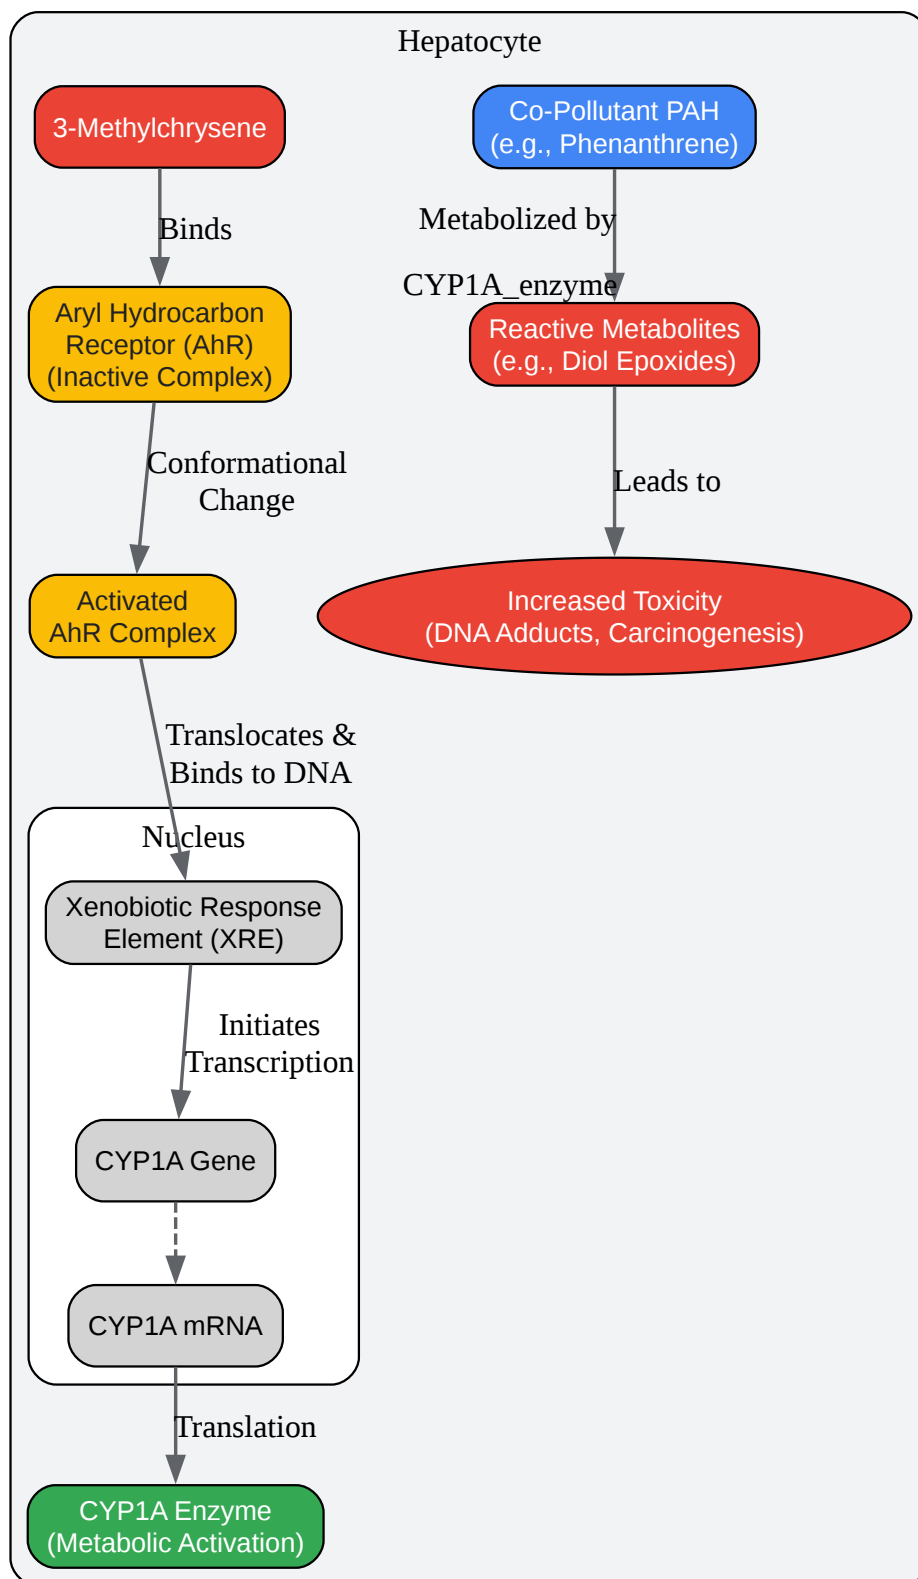 Hepatocyte
3-Methylchrysene
Binds
Aryl Hydrocarbon
Receptor (AhR)
(Inactive Complex)
Conformational
Change
Activated
AhR Complex
Translocates &
Binds to DNA
Nucleus
Xenobiotic Response
Element (XRE)
Initiates
Transcription
CYP1A Gene
CYP1A mRNA
Translation
CYP1A Enzyme
(Metabolic Activation)
Co-Pollutant PAH
(e.g., Phenanthrene)
Metabolized by
CYP1A_enzyme
Reactive Metabolites
(e.g., Diol Epoxides)
Leads to
Increased Toxicity
(DNA Adducts, Carcinogenesis)